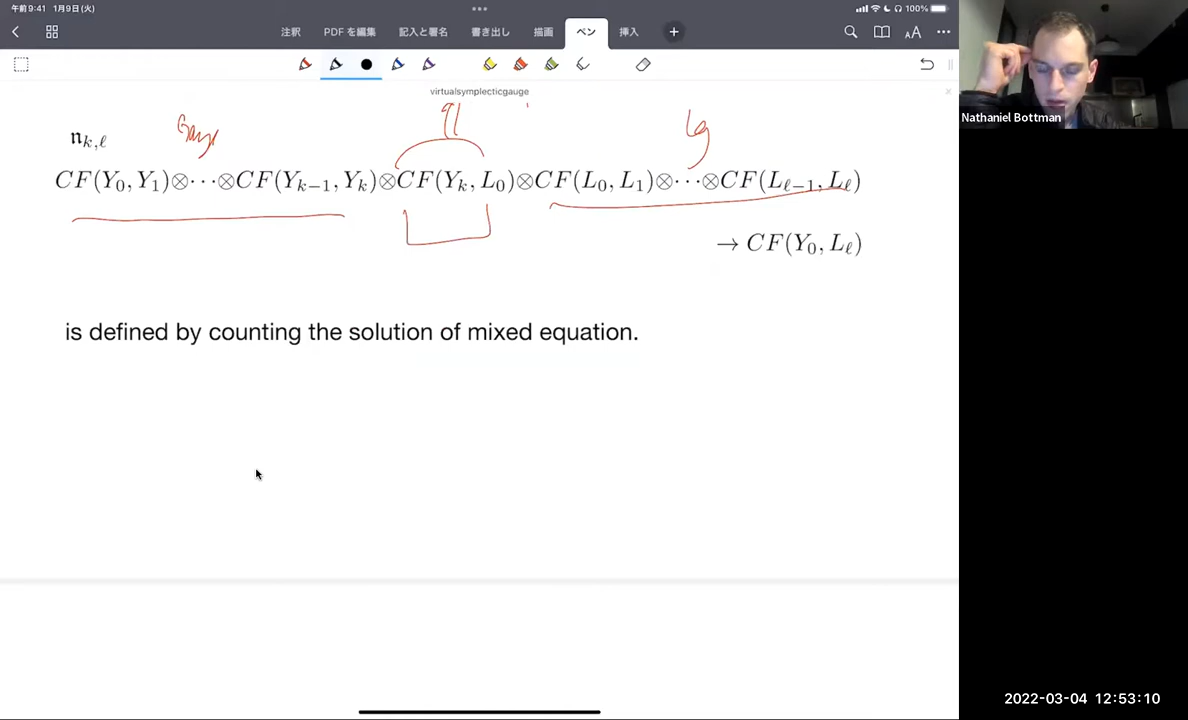 午前9:41 1月9日(火)
100%
注釈 PDF を編集 記入と署名 書き出し 描画 ペン 挿入
AA
virtualsymplecticgauge
Nathaniel Bottman
𝔫_{k,ℓ}
CF(Y_0, Y_1)⊗···⊗CF(Y_{k−1}, Y_k)⊗CF(Y_k, L_0)⊗CF(L_0, L_1)⊗···⊗CF(L_{ℓ−1}, L_ℓ)
→ CF(Y_0, L_ℓ)
is defined by counting the solution of mixed equation.
2022-03-04 12:53:10